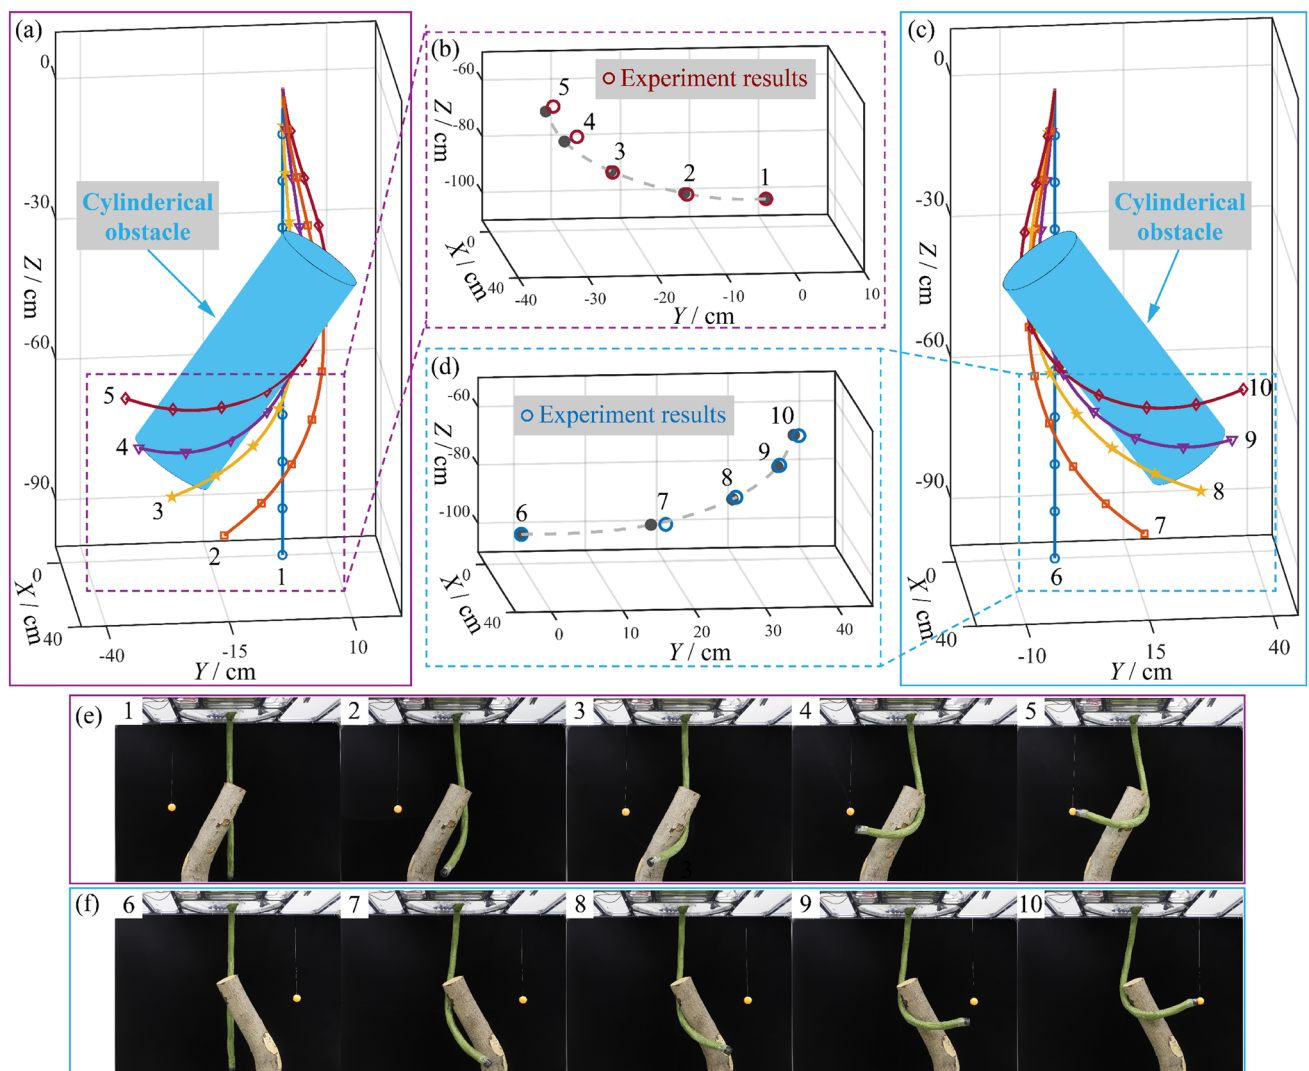 (a)
0
-30
-60
-90
Z / cm
Cylinderical
obstacle
5
4
3
2
1
0
40
X / cm
-40
-15
10
Y / cm
(b)
-60
-80
-100
Z / cm
Experiment results
5
4
3
2
1
0
40
X / cm
-40
-30
-20
-10
0
10
Y / cm
(c)
0
-30
-60
-90
Z / cm
Cylinderical
obstacle
10
9
8
7
6
0
40
X / cm
-10
15
40
Y / cm
(d)
-60
-80
-100
Z / cm
Experiment results
10
9
8
7
6
0
40
X / cm
0
10
20
30
40
Y / cm
(e)
1
2
3
4
5
3
(f)
6
7
8
9
10